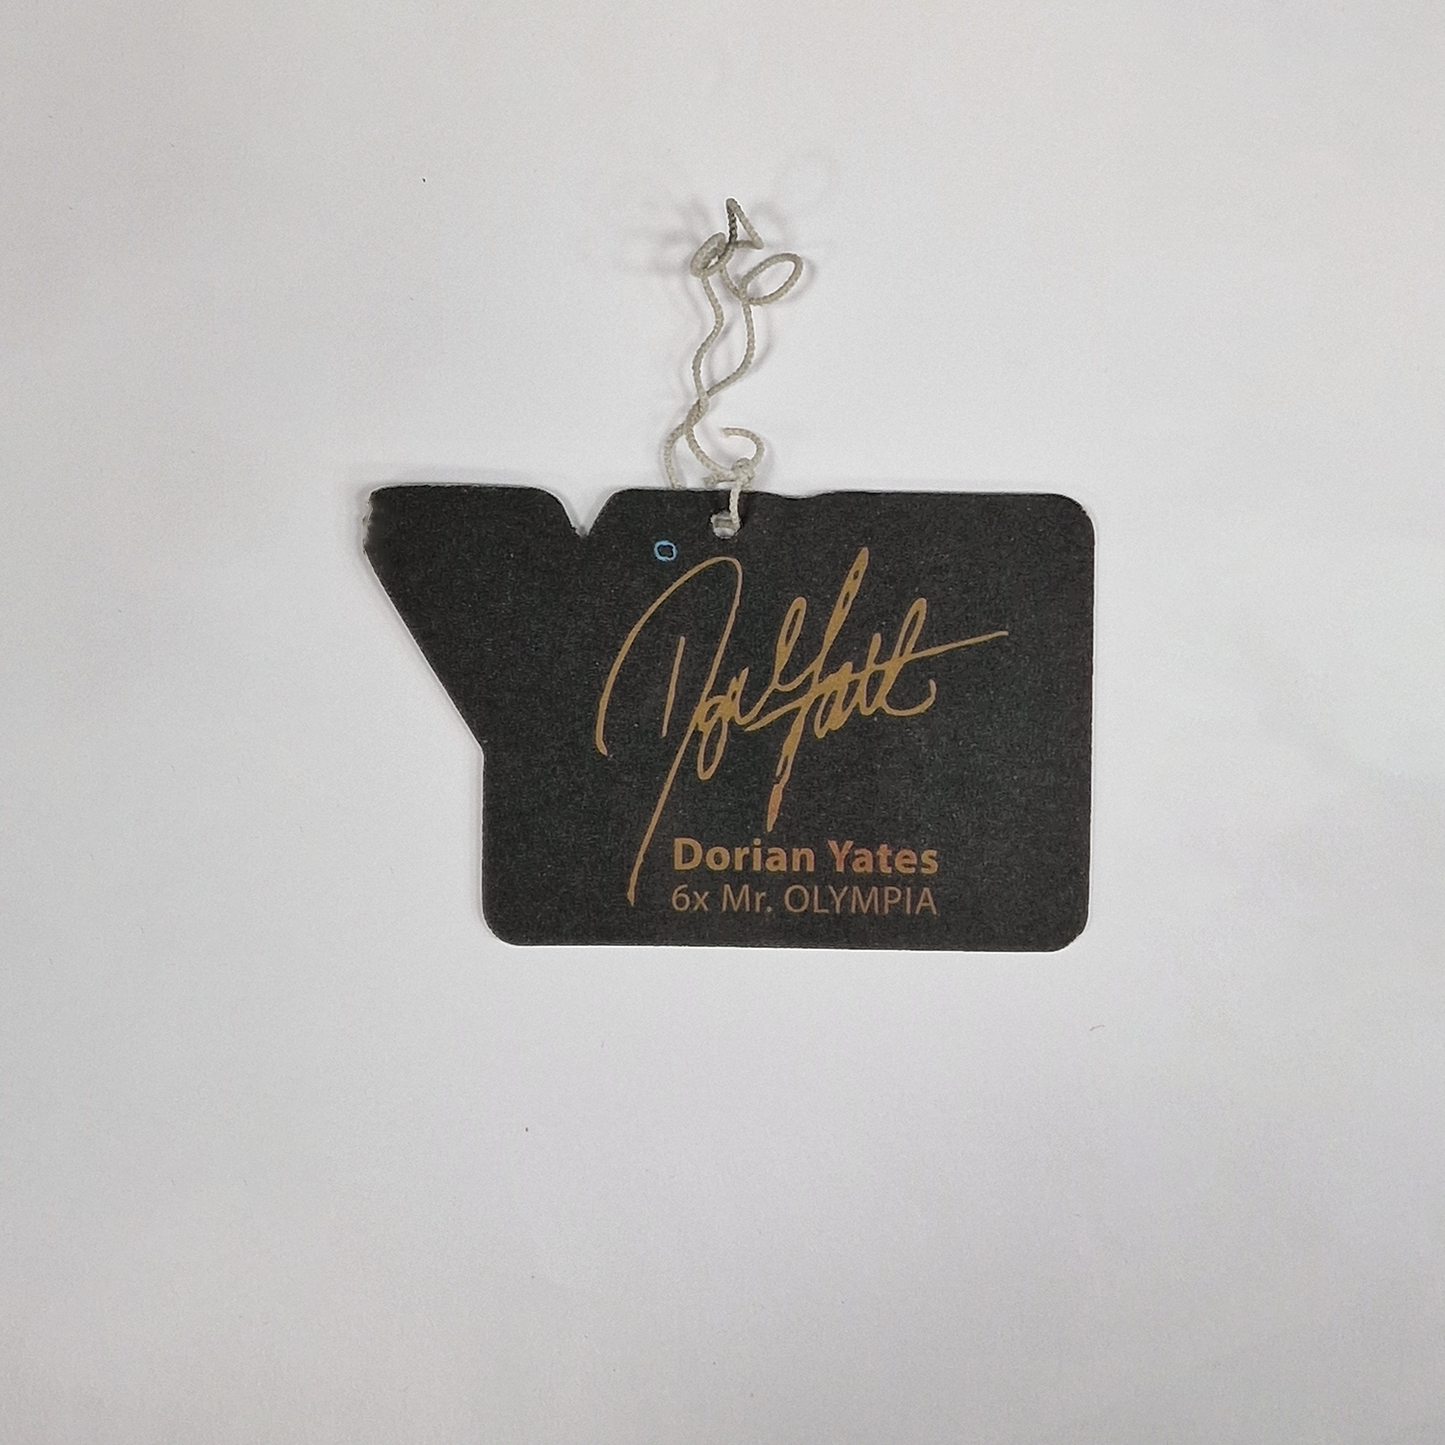 Dorian Yates
6x Mr. OLYMPIA